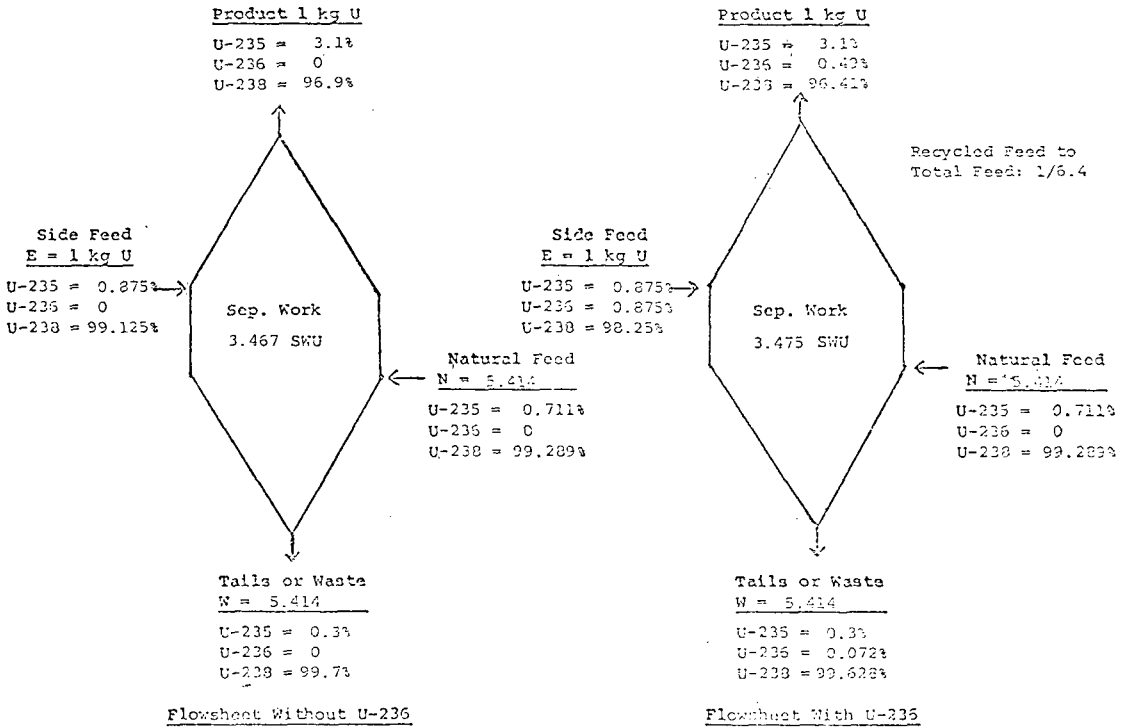 Product 1 kg U
U-235 = 3.1%
U-236 = 0
U-238 = 96.9%
Side Feed
E = 1 kg U
U-235 = 0.875%
U-236 = 0
U-238 = 99.125%
Sep. Work
3.467 SWU
Natural Feed
N = 5.414
U-235 = 0.711%
U-236 = 0
U-238 = 99.289%
Tails or Waste
W = 5.414
U-235 = 0.3%
U-236 = 0
U-238 = 99.7%
Flowsheet Without U-236
Product 1 kg U
U-235 = 3.1%
U-236 = 0.49%
U-238 = 96.41%
Recycled Feed to
Total Feed: 1/6.4
Side Feed
E = 1 kg U
U-235 = 0.875%
U-236 = 0.875%
U-238 = 98.25%
Sep. Work
3.475 SWU
Natural Feed
N = 5.414
U-235 = 0.711%
U-236 = 0
U-238 = 99.289%
Tails or Waste
W = 5.414
U-235 = 0.3%
U-236 = 0.072%
U-238 = 99.628%
Flowsheet With U-236